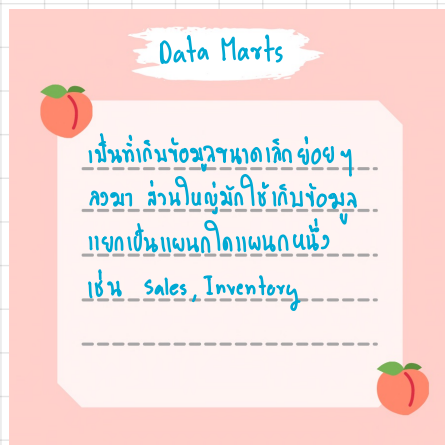 Data Marts
เป็นที่เก็บข้อมูลขนาดเล็กย่อยๆ
ลงมา ส่วนใหญ่มักใช้เก็บข้อมูล
แยกเป็นแผนกใดแผนกหนึ่ง
เช่น Sales, Inventory